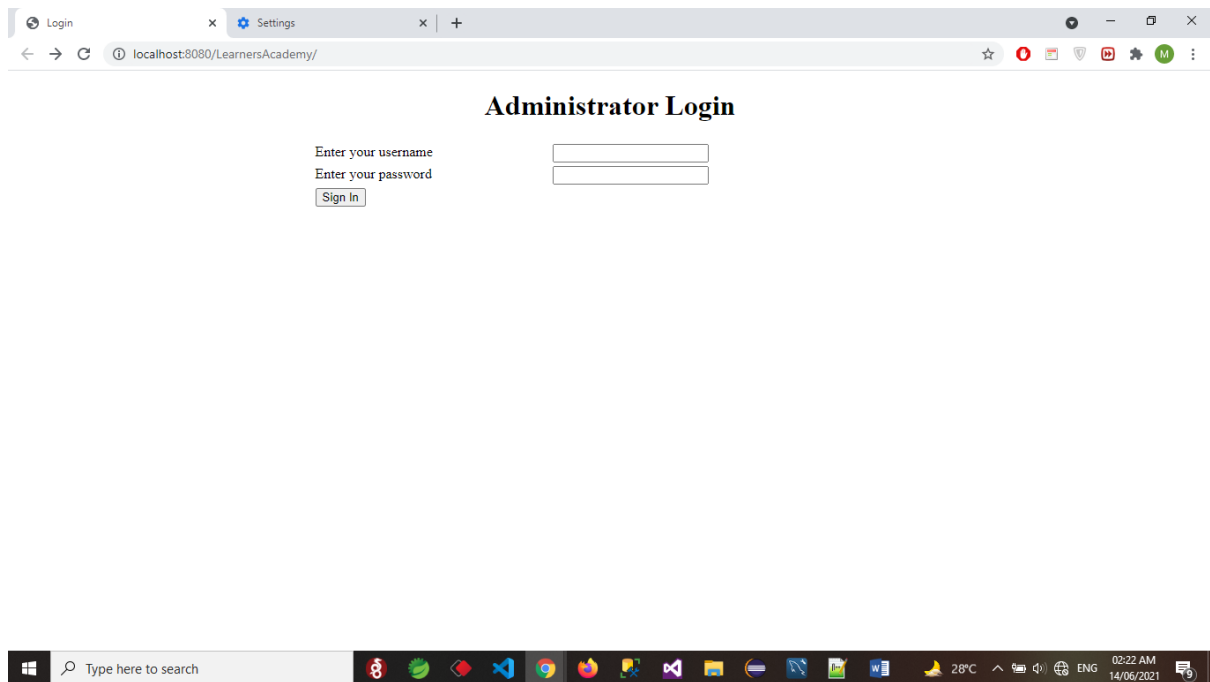 Login
Settings
localhost:8080/LearnersAcademy/
M
Administrator Login
Enter your username
Enter your password
Sign In
Type here to search
28°C
ENG
02:22 AM
14/06/2021
9